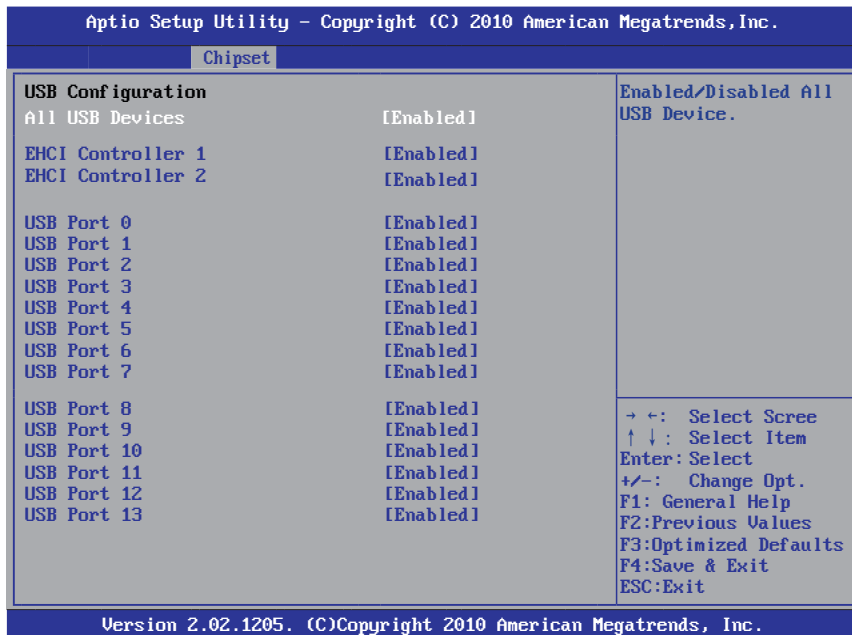 Aptio Setup Utility - Copyright (C) 2010 American Megatrends,Inc.
Chipset
USB Configuration
All USB Devices [Enabled]
EHCI Controller 1 [Enabled]
EHCI Controller 2 [Enabled]
USB Port 0 [Enabled]
USB Port 1 [Enabled]
USB Port 2 [Enabled]
USB Port 3 [Enabled]
USB Port 4 [Enabled]
USB Port 5 [Enabled]
USB Port 6 [Enabled]
USB Port 7 [Enabled]
USB Port 8 [Enabled]
USB Port 9 [Enabled]
USB Port 10 [Enabled]
USB Port 11 [Enabled]
USB Port 12 [Enabled]
USB Port 13 [Enabled]
Enabled/Disabled All
USB Device.
→ ←: Select Scree
↑ ↓: Select Item
Enter: Select
+/-: Change Opt.
F1: General Help
F2:Previous Values
F3:Optimized Defaults
F4:Save & Exit
ESC:Exit
Version 2.02.1205. (C)Copyright 2010 American Megatrends, Inc.